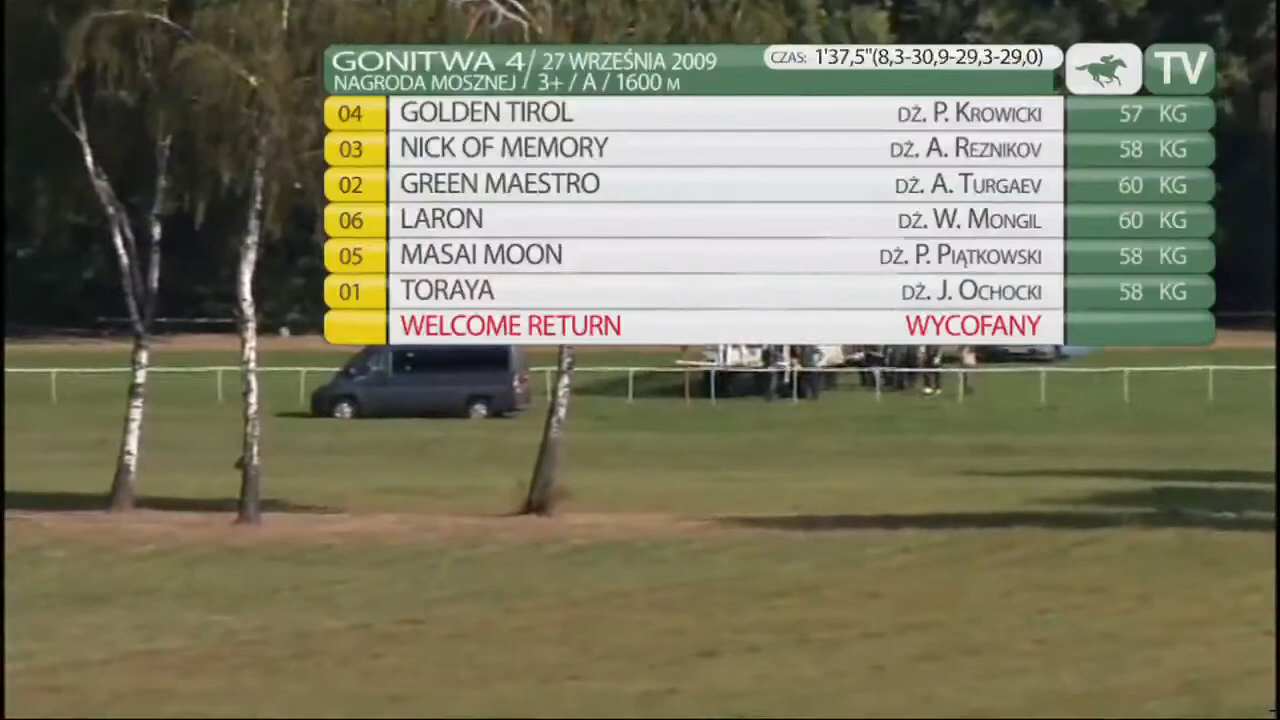 GONITWA 4 / 27 WRZEŚNIA 2009 CZAS: 1'37,5"(8,3-30,9-29,3-29,0) TV
NAGRODA MOSZNEJ / 3+ / A / 1600 M
04 GOLDEN TIROL DŻ. P. KROWICKI 57 KG
03 NICK OF MEMORY DŻ. A. REZNIKOV 58 KG
02 GREEN MAESTRO DŻ. A. TURGAEV 60 KG
06 LARON DŻ. W. MONGIL 60 KG
05 MASAI MOON DŻ. P. PIĄTKOWSKI 58 KG
01 TORAYA DŻ. J. OCHOCKI 58 KG
WELCOME RETURN WYCOFANY